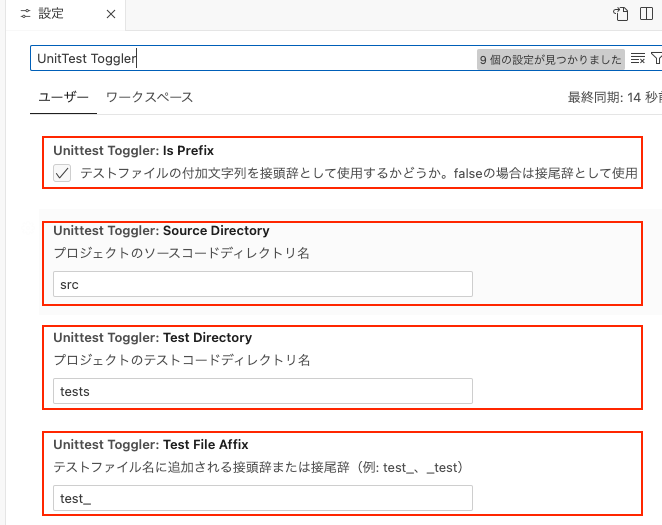 設定
UnitTest Toggler
9 個の設定が見つかりました
ユーザー ワークスペース
最終同期: 14 秒前
Unittest Toggler: Is Prefix
テストファイルの付加文字列を接頭辞として使用するかどうか。falseの場合は接尾辞として使用
Unittest Toggler: Source Directory
プロジェクトのソースコードディレクトリ名
src
Unittest Toggler: Test Directory
プロジェクトのテストコードディレクトリ名
tests
Unittest Toggler: Test File Affix
テストファイル名に追加される接頭辞または接尾辞（例: test_、_test）
test_